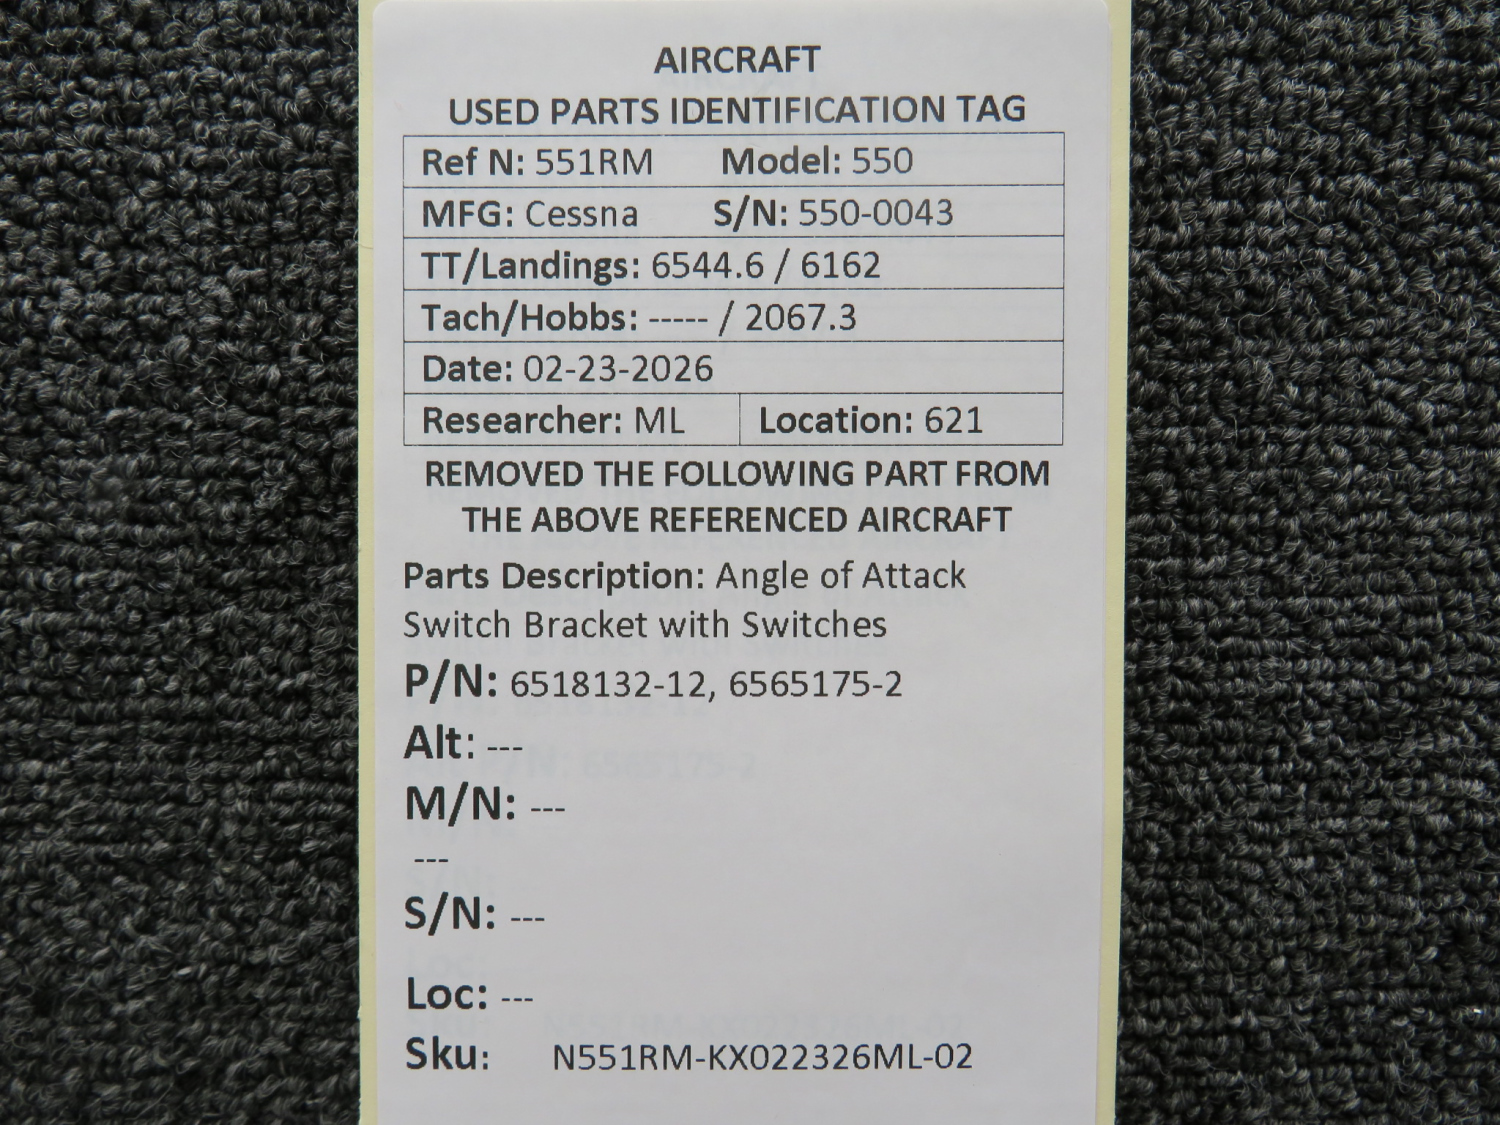 AIRCRAFT
USED PARTS IDENTIFICATION TAG
Ref N: 551RM Model: 550
MFG: Cessna S/N: 550-0043
TT/Landings: 6544.6 / 6162
Tach/Hobbs: ----- / 2067.3
Date: 02-23-2026
Researcher: ML Location: 621
REMOVED THE FOLLOWING PART FROM
THE ABOVE REFERENCED AIRCRAFT
Parts Description: Angle of Attack
Switch Bracket with Switches
P/N: 6518132-12, 6565175-2
Alt: ---
M/N: ---
---
S/N: ---
Loc: ---
Sku: N551RM-KX022326ML-02